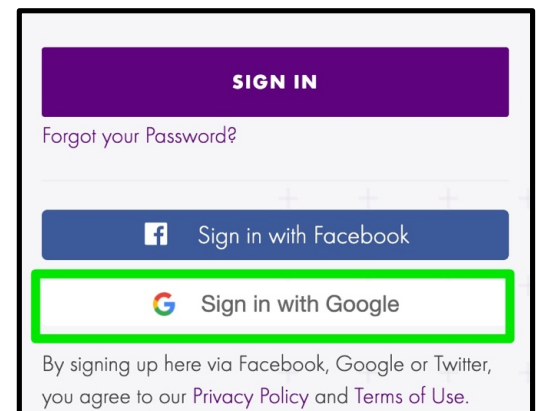 SIGN IN
Forgot your Password?
Sign in with Facebook
Sign in with Google
By signing up here via Facebook, Google or Twitter,
you agree to our Privacy Policy and Terms of Use.